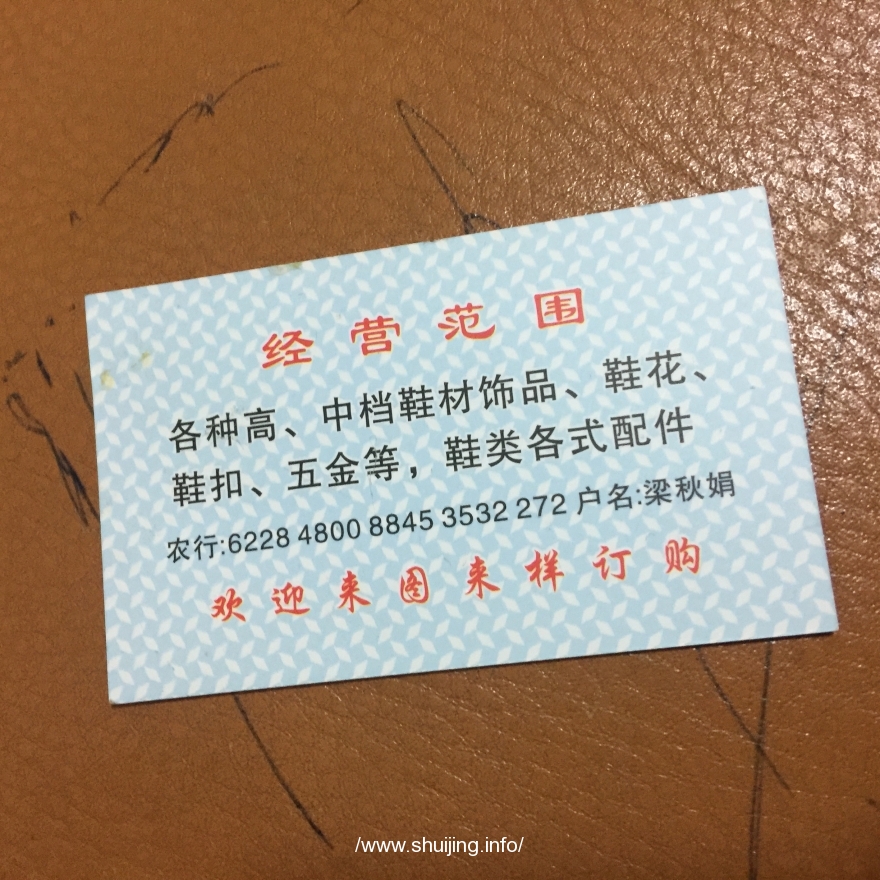 经营范围
各种高、中档鞋材饰品、鞋花、
鞋扣、五金等，鞋类各式配件
农行:6228 4800 8845 3532 272 户名:梁秋娟
欢迎来图来样订购
/www.shuijing.info/